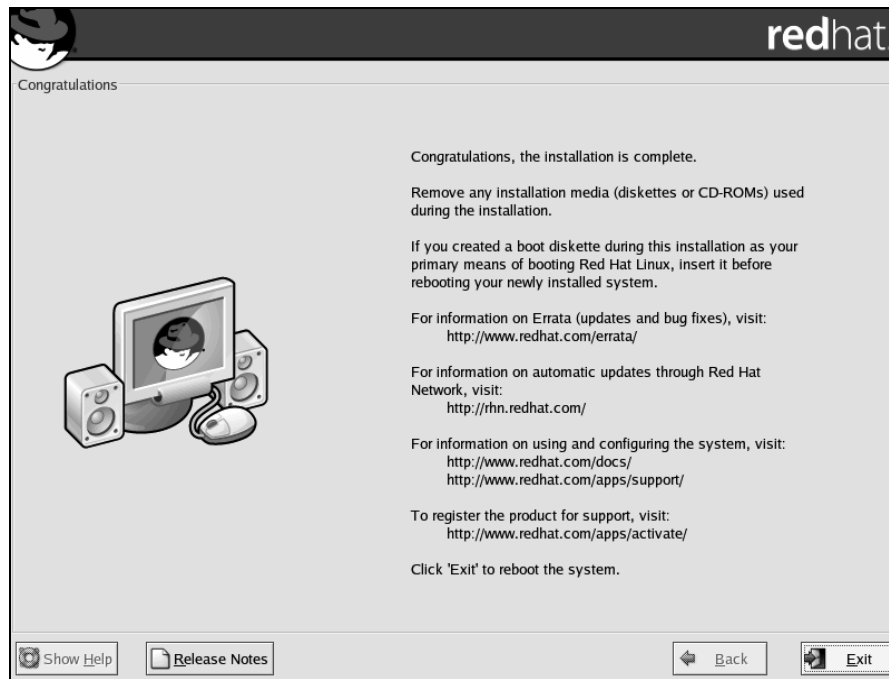 redhat.
Congratulations
Congratulations, the installation is complete.
Remove any installation media (diskettes or CD-ROMs) used
during the installation.
If you created a boot diskette during this installation as your
primary means of booting Red Hat Linux, insert it before
rebooting your newly installed system.
For information on Errata (updates and bug fixes), visit:
http://www.redhat.com/errata/
For information on automatic updates through Red Hat
Network, visit:
http://rhn.redhat.com/
For information on using and configuring the system, visit:
http://www.redhat.com/docs/
http://www.redhat.com/apps/support/
To register the product for support, visit:
http://www.redhat.com/apps/activate/
Click 'Exit' to reboot the system.
Show Help
Release Notes
Back
Exit